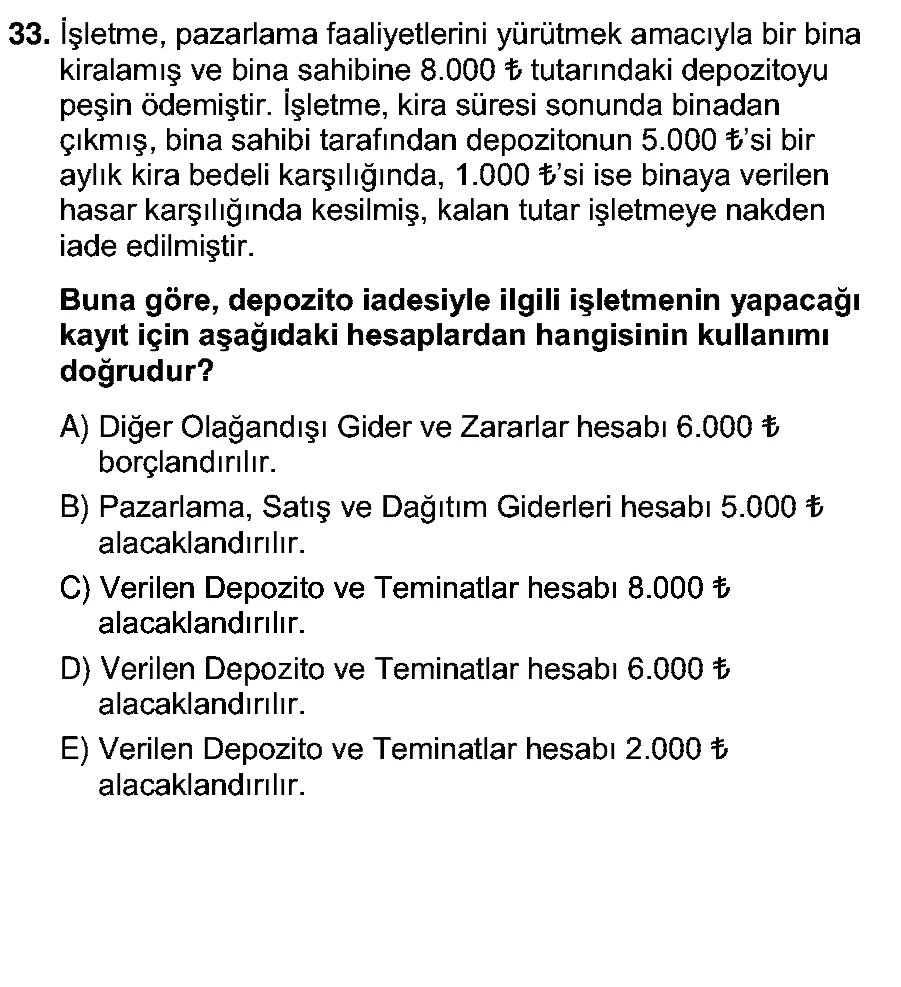 33. İşletme, pazarlama faaliyetlerini yürütmek amacıyla bir bina
kiralamış ve bina sahibine 8.000 ₺ tutarındaki depozitoyu
peşin ödemiştir. İşletme, kira süresi sonunda binadan
çıkmış, bina sahibi tarafından depozitonun 5.000 ₺’si bir
aylık kira bedeli karşılığında, 1.000 ₺’si ise binaya verilen
hasar karşılığında kesilmiş, kalan tutar işletmeye nakden
iade edilmiştir.
Buna göre, depozito iadesiyle ilgili işletmenin yapacağı
kayıt için aşağıdaki hesaplardan hangisinin kullanımı
doğrudur?
A) Diğer Olağandışı Gider ve Zararlar hesabı 6.000 ₺
borçlandırılır.
B) Pazarlama, Satış ve Dağıtım Giderleri hesabı 5.000 ₺
alacaklandırılır.
C) Verilen Depozito ve Teminatlar hesabı 8.000 ₺
alacaklandırılır.
D) Verilen Depozito ve Teminatlar hesabı 6.000 ₺
alacaklandırılır.
E) Verilen Depozito ve Teminatlar hesabı 2.000 ₺
alacaklandırılır.